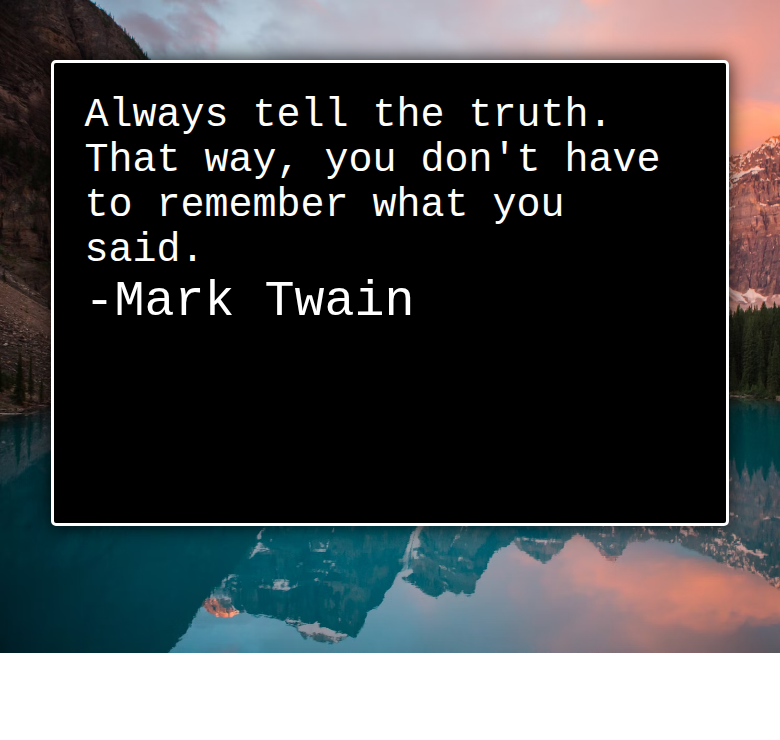 Always tell the truth.
That way, you don't have
to remember what you
said.
-Mark Twain